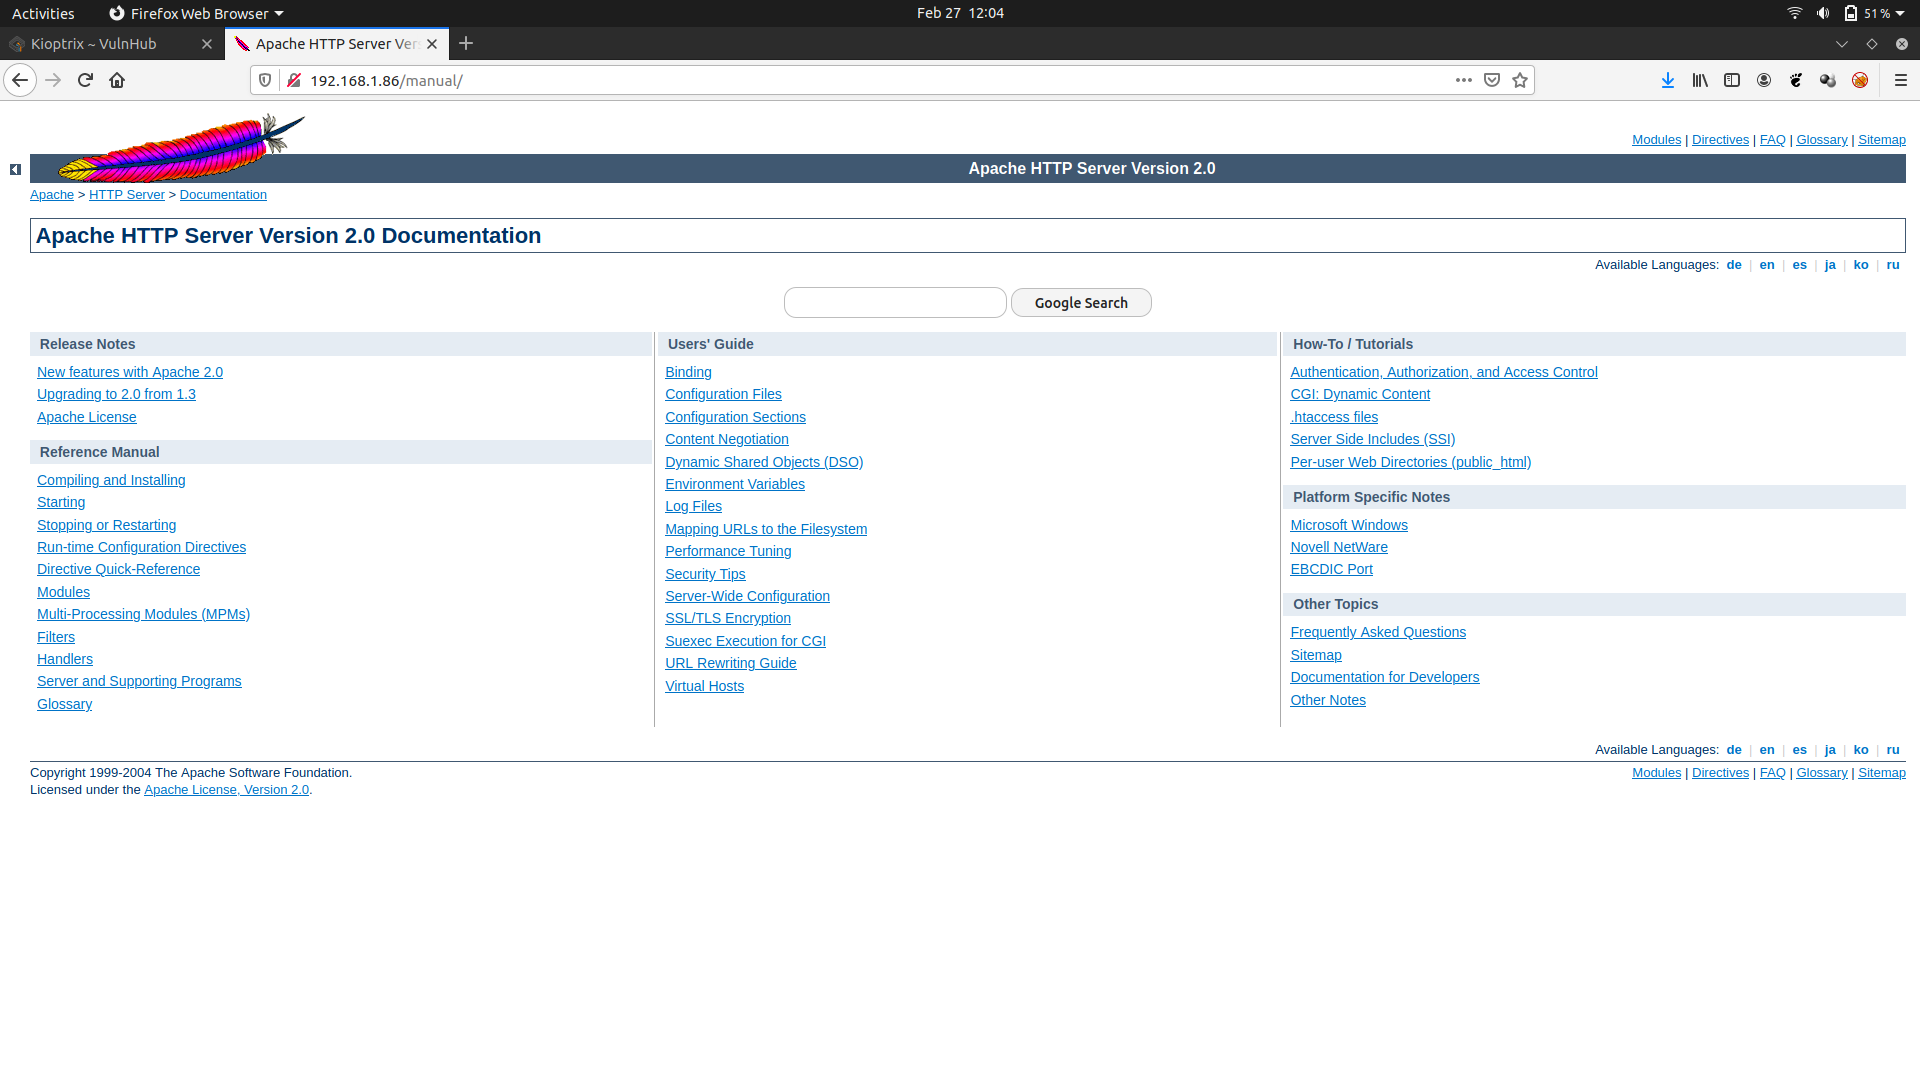 Activities Firefox Web Browser Feb 27 12:04 51 %
Kioptrix ~ VulnHub Apache HTTP Server Ver
192.168.1.86/manual/
Modules | Directives | FAQ | Glossary | Sitemap
Apache HTTP Server Version 2.0
Apache > HTTP Server > Documentation
Apache HTTP Server Version 2.0 Documentation
Available Languages: de | en | es | ja | ko | ru
Google Search
Release Notes
New features with Apache 2.0
Upgrading to 2.0 from 1.3
Apache License
Reference Manual
Compiling and Installing
Starting
Stopping or Restarting
Run-time Configuration Directives
Directive Quick-Reference
Modules
Multi-Processing Modules (MPMs)
Filters
Handlers
Server and Supporting Programs
Glossary
Users' Guide
Binding
Configuration Files
Configuration Sections
Content Negotiation
Dynamic Shared Objects (DSO)
Environment Variables
Log Files
Mapping URLs to the Filesystem
Performance Tuning
Security Tips
Server-Wide Configuration
SSL/TLS Encryption
Suexec Execution for CGI
URL Rewriting Guide
Virtual Hosts
How-To / Tutorials
Authentication, Authorization, and Access Control
CGI: Dynamic Content
.htaccess files
Server Side Includes (SSI)
Per-user Web Directories (public_html)
Platform Specific Notes
Microsoft Windows
Novell NetWare
EBCDIC Port
Other Topics
Frequently Asked Questions
Sitemap
Documentation for Developers
Other Notes
Available Languages: de | en | es | ja | ko | ru
Copyright 1999-2004 The Apache Software Foundation.
Licensed under the Apache License, Version 2.0.
Modules | Directives | FAQ | Glossary | Sitemap